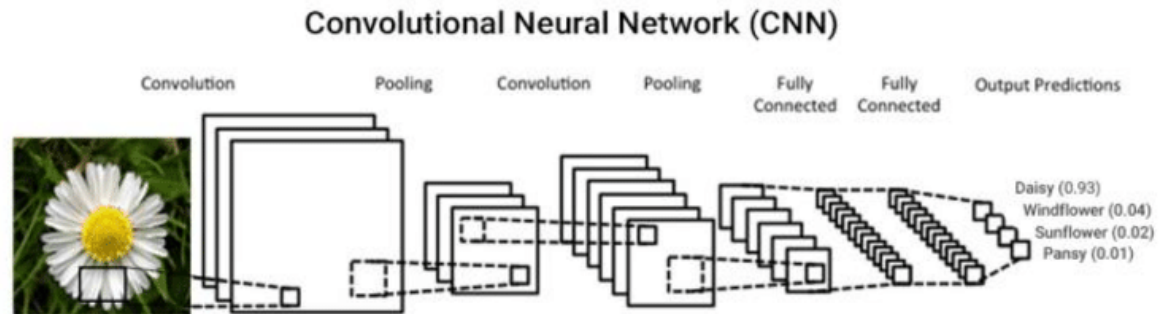 Convolutional Neural Network (CNN)
Convolution
Pooling
Convolution
Pooling
Fully
Connected
Fully
Connected
Output Predictions
Daisy (0.93)
Windflower (0.04)
Sunflower (0.02)
Pansy (0.01)